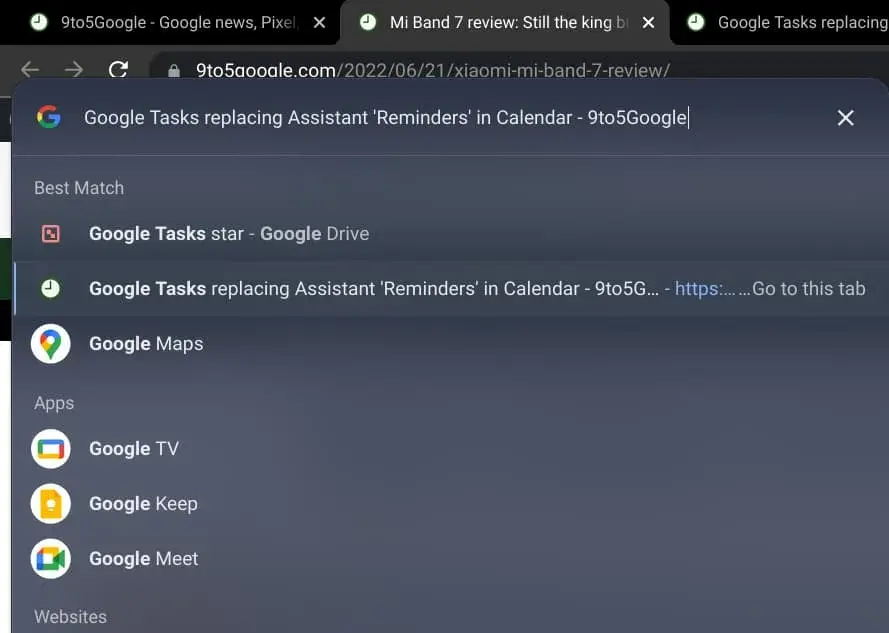 9to5Google - Google news, Pixel,
Mi Band 7 review: Still the king b
Google Tasks replacing
9to5google.com/2022/06/21/xiaomi-mi-band-7-review/
Google Tasks replacing Assistant 'Reminders' in Calendar - 9to5Google
Best Match
Google Tasks star - Google Drive
Google Tasks replacing Assistant 'Reminders' in Calendar - 9to5G... - https:... ...Go to this tab
Google Maps
Apps
Google TV
Google Keep
Google Meet
Websites